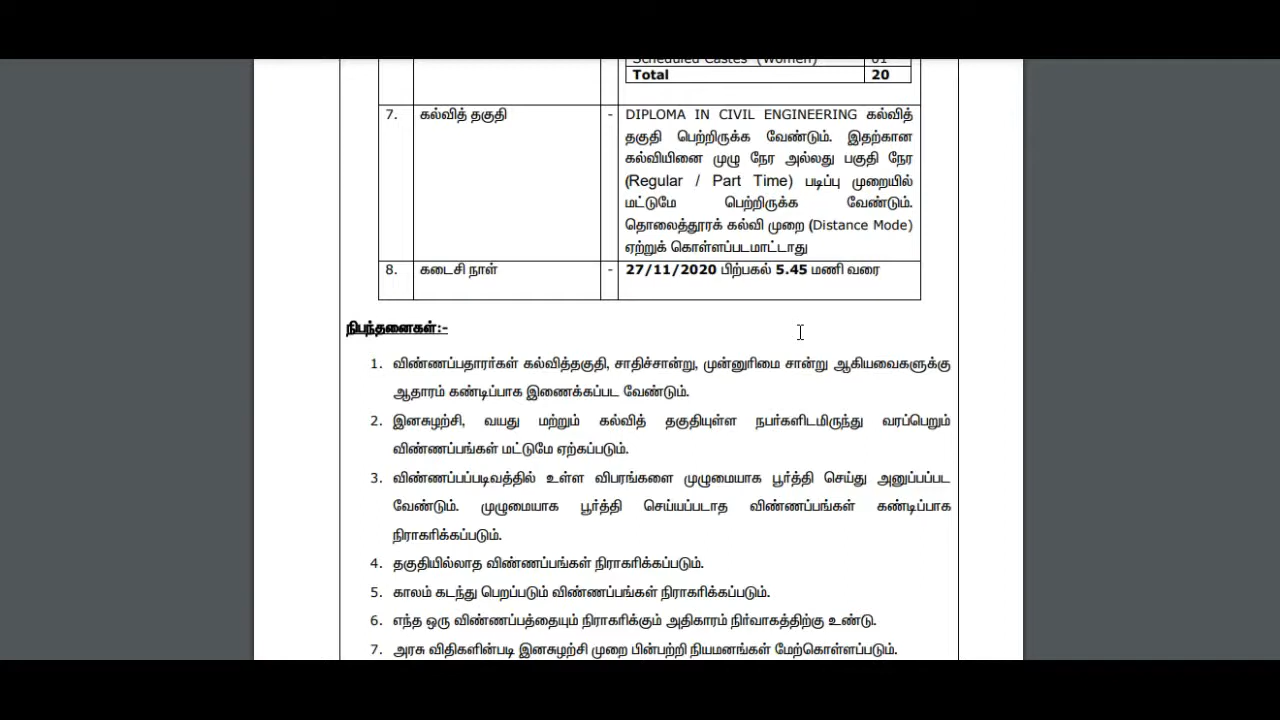 Scheduled Castes (Women) 01
Total 20
7. கல்வித் தகுதி - DIPLOMA IN CIVIL ENGINEERING கல்வித்
தகுதி பெற்றிருக்க வேண்டும். இதற்கான
கல்வியினை முழு நேர அல்லது பகுதி நேர
(Regular / Part Time) படிப்பு முறையில்
மட்டுமே பெற்றிருக்க வேண்டும்.
தொலைத்தூரக் கல்வி முறை (Distance Mode)
ஏற்றுக் கொள்ளப்படமாட்டாது
8. கடைசி நாள் - 27/11/2020 பிற்பகல் 5.45 மணி வரை
நிபந்தனைகள்:-
1. விண்ணப்பதாரர்கள் கல்வித்தகுதி, சாதிச்சான்று, முன்னுரிமை சான்று ஆகியவைகளுக்கு
ஆதாரம் கண்டிப்பாக இணைக்கப்பட வேண்டும்.
2. இனசுழற்சி, வயது மற்றும் கல்வித் தகுதியுள்ள நபர்களிடமிருந்து வரப்பெறும்
விண்ணப்பங்கள் மட்டுமே ஏற்கப்படும்.
3. விண்ணப்பப்படிவத்தில் உள்ள விபரங்களை முழுமையாக பூர்த்தி செய்து அனுப்பப்பட
வேண்டும். முழுமையாக பூர்த்தி செய்யப்படாத விண்ணப்பங்கள் கண்டிப்பாக
நிராகரிக்கப்படும்.
4. தகுதியில்லாத விண்ணப்பங்கள் நிராகரிக்கப்படும்.
5. காலம் கடந்து பெறப்படும் விண்ணப்பங்கள் நிராகரிக்கப்படும்.
6. எந்த ஒரு விண்ணப்பத்தையும் நிராகரிக்கும் அதிகாரம் நிர்வாகத்திற்கு உண்டு.
7. அரசு விதிகளின்படி இனசுழற்சி முறை பின்பற்றி நியமனங்கள் மேற்கொள்ளப்படும்.